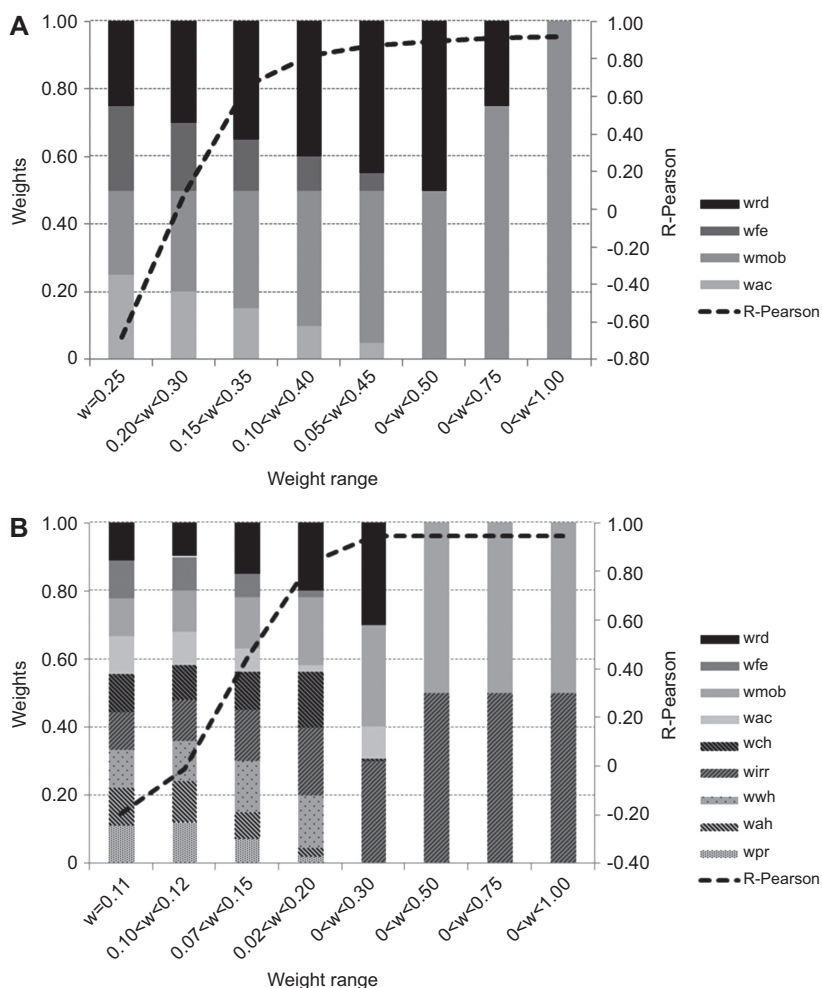 A
Weights
1.00
0.80
0.60
0.40
0.20
0
1.00
0.80
0.60
0.40
0.20
0
-0.20
-0.40
-0.60
-0.80
R-Pearson
wrd
wfe
wmob
wac
R-Pearson
w=0.25
0.20<w<0.30
0.15<w<0.35
0.10<w<0.40
0.05<w<0.45
0<w<0.50
0<w<0.75
0<w<1.00
Weight range
B
Weights
1.00
0.80
0.60
0.40
0.20
0
1.00
0.80
0.60
0.40
0.20
0
-0.20
-0.40
R-Pearson
wrd
wfe
wmob
wac
wch
wirr
wwh
wah
wpr
R-Pearson
w=0.11
0.10<w<0.12
0.07<w<0.15
0.02<w<0.20
0<w<0.30
0<w<0.50
0<w<0.75
0<w<1.00
Weight range